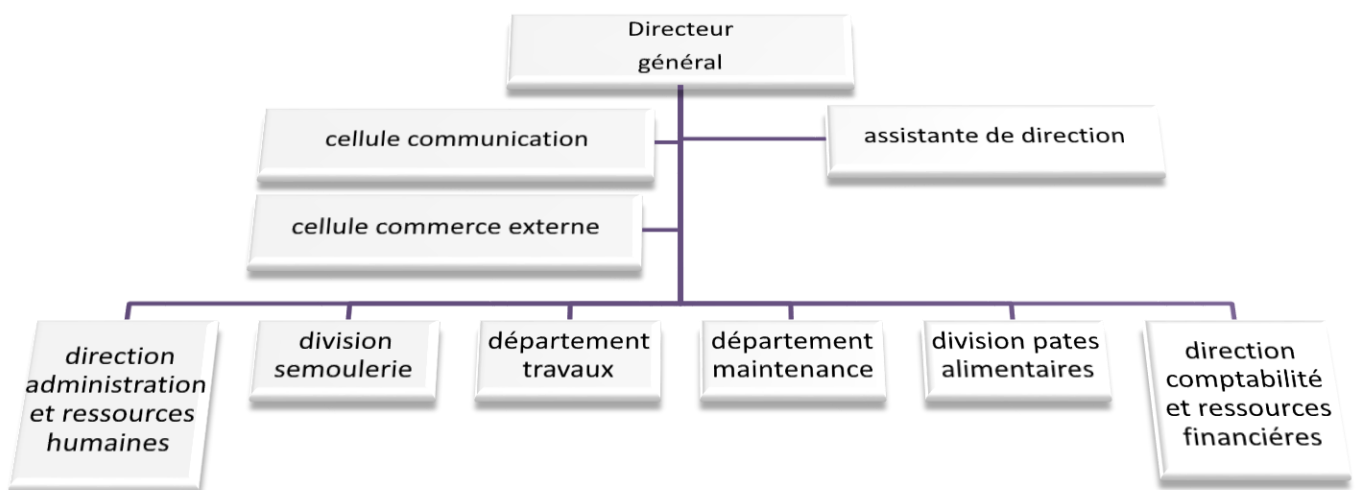 Directeur
général
cellule communication
assistante de direction
cellule commerce externe
direction
administration
et ressources
humaines
division
semoulerie
département
travaux
département
maintenance
division pates
alimentaires
direction
comptabilité
et ressources
financiéres